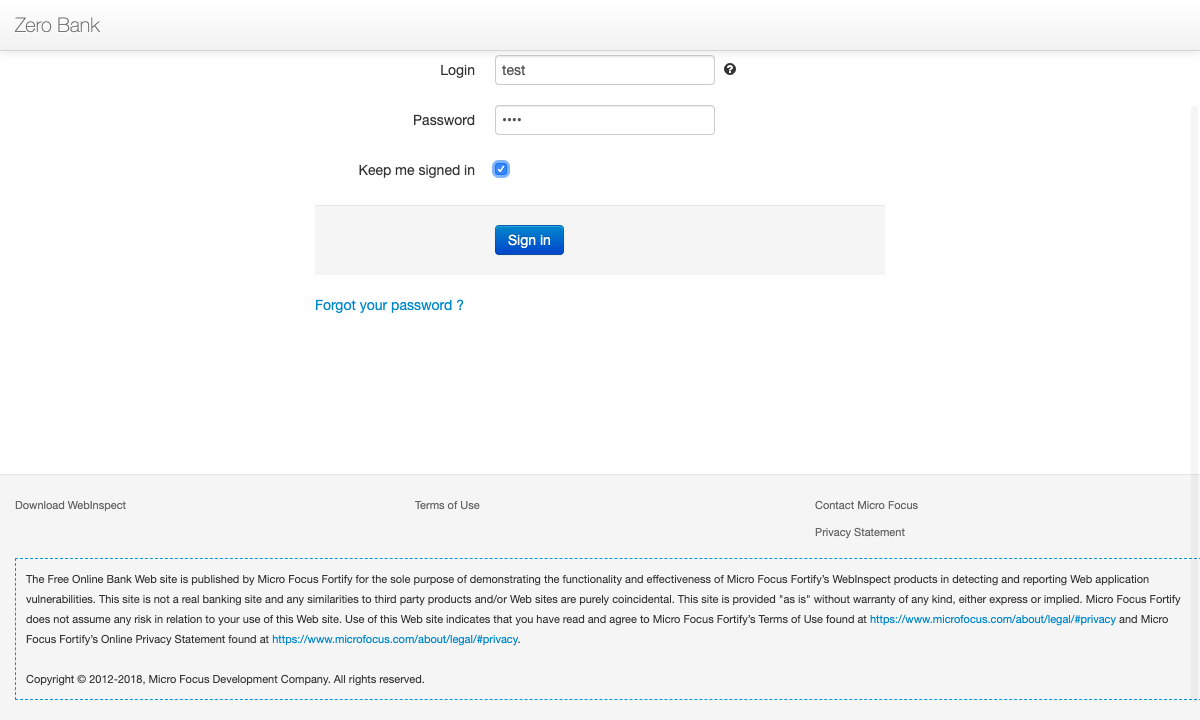 Zero Bank
Login test
Password ••••
Keep me signed in
Sign in
Forgot your password ?
Download WebInspect
Terms of Use
Contact Micro Focus
Privacy Statement
The Free Online Bank Web site is published by Micro Focus Fortify for the sole purpose of demonstrating the functionality and effectiveness of Micro Focus Fortify's WebInspect products in detecting and reporting Web application
vulnerabilities. This site is not a real banking site and any similarities to third party products and/or Web sites are purely coincidental. This site is provided "as is" without warranty of any kind, either express or implied. Micro Focus Fortify
does not assume any risk in relation to your use of this Web site. Use of this Web site indicates that you have read and agree to Micro Focus Fortify's Terms of Use found at https://www.microfocus.com/about/legal/#privacy and Micro
Focus Fortify's Online Privacy Statement found at https://www.microfocus.com/about/legal/#privacy.
Copyright © 2012-2018, Micro Focus Development Company. All rights reserved.